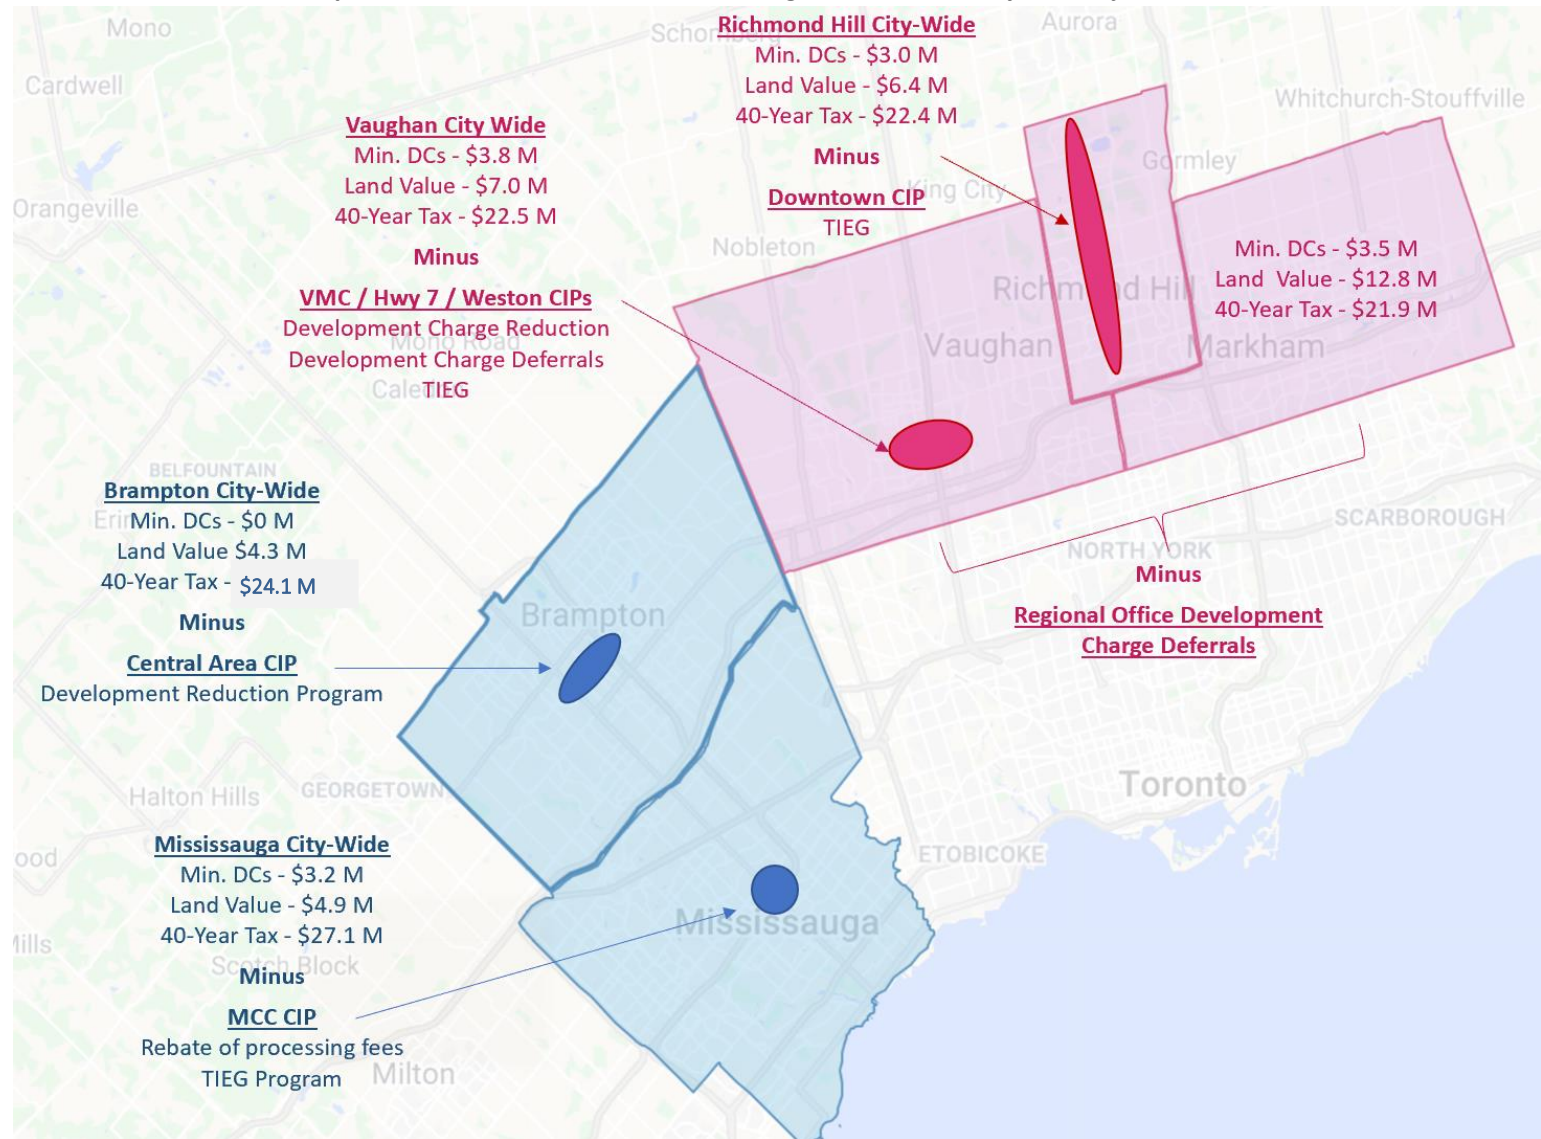 Mono
Cardwell
Orangeville
Aurora
Whitchurch-Stouffville
Gormley
King City
Nobleton
Richmond Hill City-Wide
Min. DCs - $3.0 M
Land Value - $6.4 M
40-Year Tax - $22.4 M
Minus
Downtown CIP
TIEG
Vaughan City Wide
Min. DCs - $3.8 M
Land Value - $7.0 M
40-Year Tax - $22.5 M
Minus
VMC / Hwy 7 / Weston CIPs
Development Charge Reduction
Development Charge Deferrals
TIEG
Mono Road
Min. DCs - $3.5 M
Land Value - $12.8 M
40-Year Tax - $21.9 M
Richmond Hill
Vaughan
Markham
BELFOUNTAIN
Brampton City-Wide
Min. DCs - $0 M
Land Value $4.3 M
40-Year Tax - $24.1 M
Minus
Central Area CIP
Development Reduction Program
Brampton
SCARBOROUGH
NORTH YORK
Minus
Regional Office Development
Charge Deferrals
Toronto
ETOBICOKE
Halton Hills
GEORGETOWN
Mississauga City-Wide
Min. DCs - $3.2 M
Land Value - $4.9 M
40-Year Tax - $27.1 M
Minus
MCC CIP
Rebate of processing fees
TIEG Program
Mississauga
Scotch Block
Milton